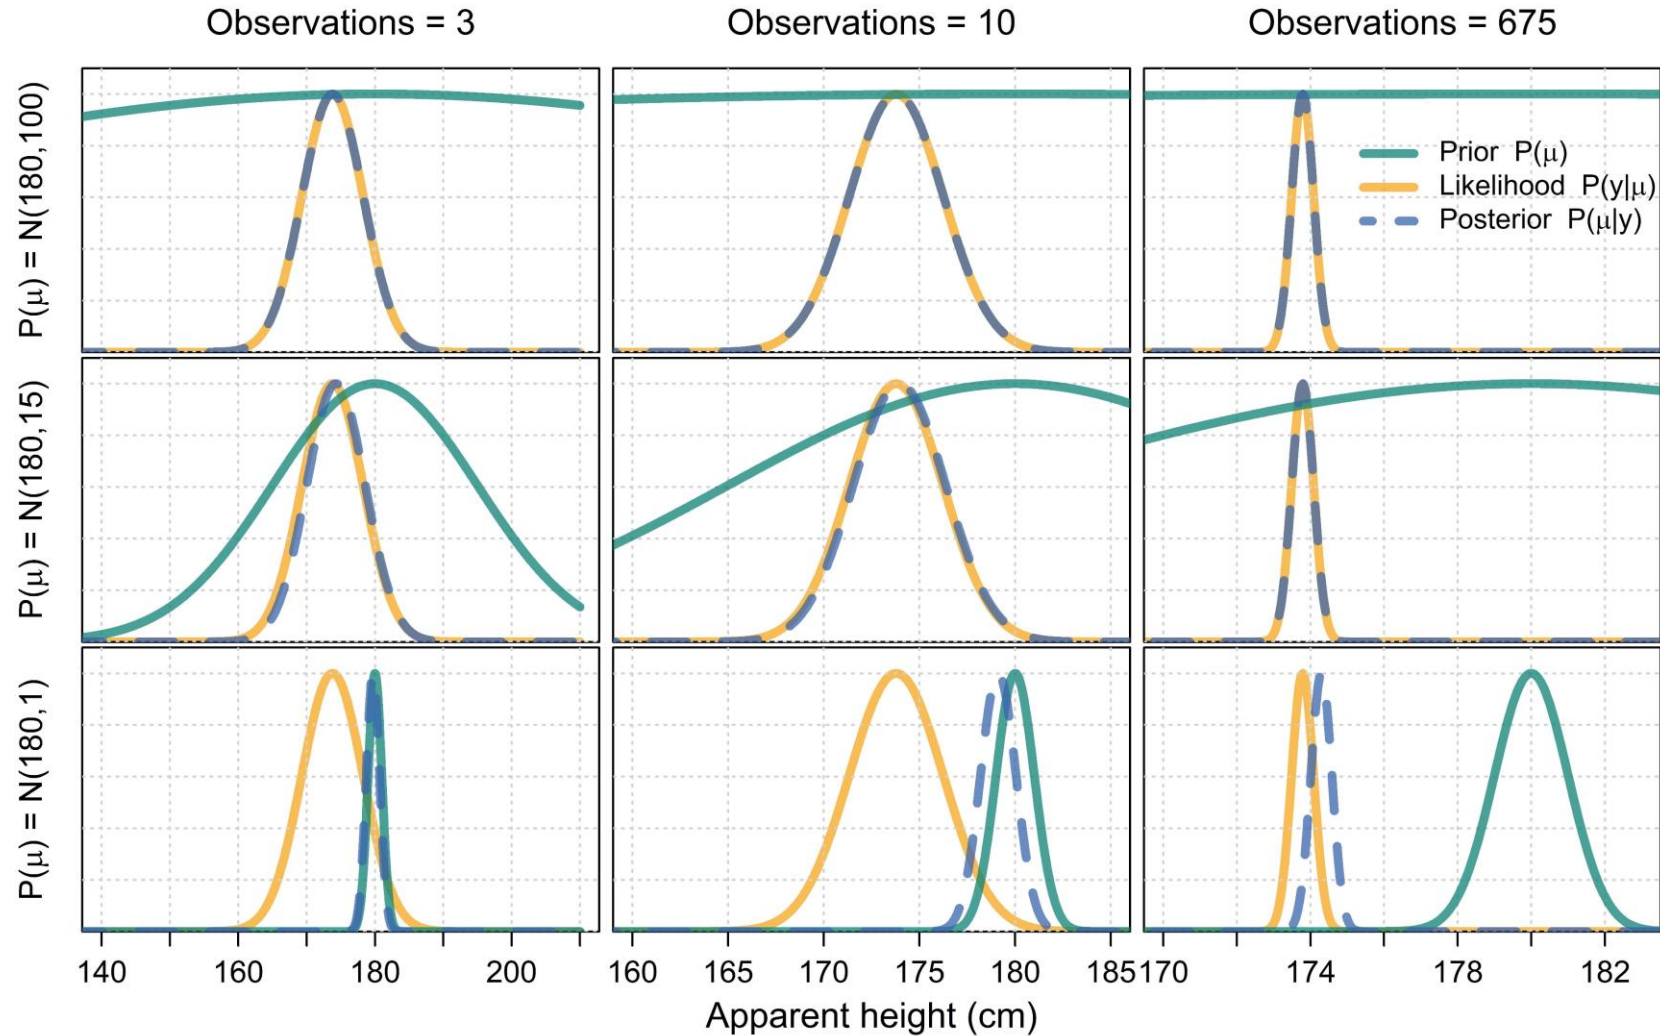 Observations = 3
Observations = 10
Observations = 675
P(μ) = N(180,100)
Prior P(μ)
Likelihood P(y|μ)
Posterior P(μ|y)
P(μ) = N(180,15)
P(μ) = N(180,1)
140 160 180 200
160 165 170 175 180 185
170 174 178 182
Apparent height (cm)